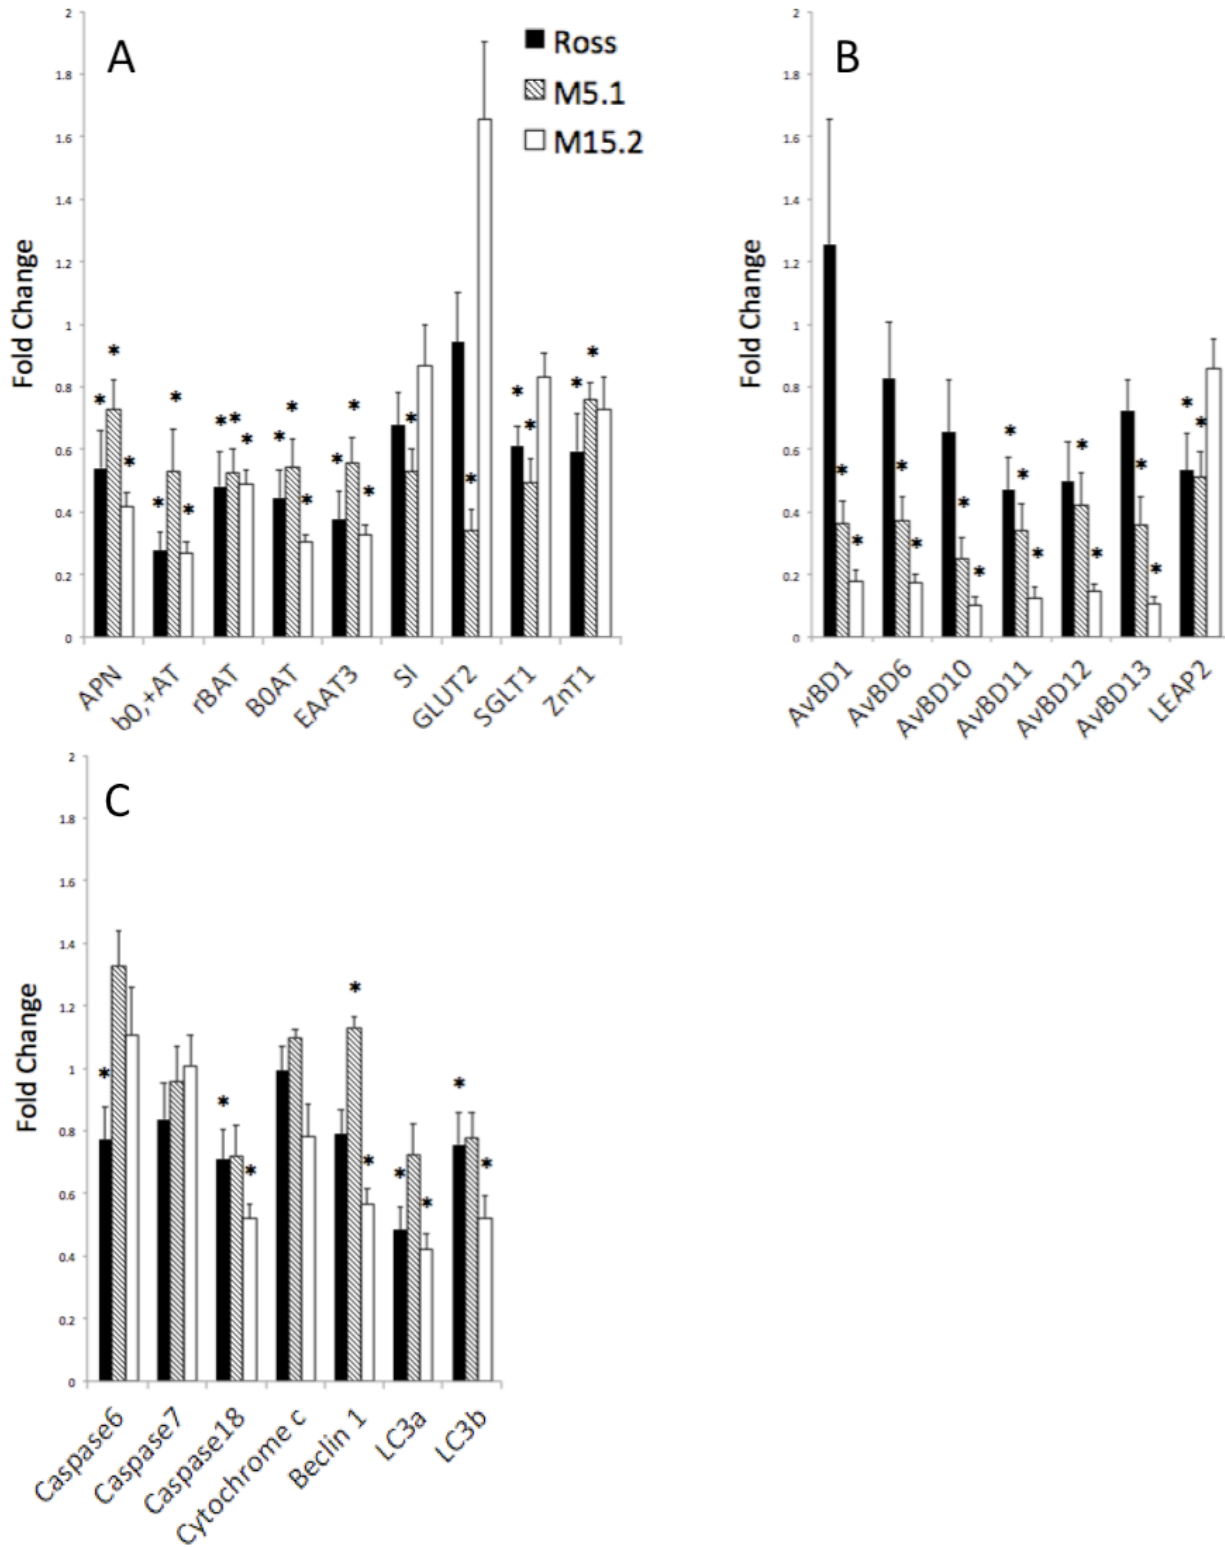 A
Ross
M5.1
M15.2
Fold Change
2
1.8
1.6
1.4
1.2
1
0.8
0.6
0.4
0.2
0
* * * * * * * * * * * * * * * * * * * * *
APN b0,+AT rBAT B0AT EAAT3 SI GLUT2 SGLT1 ZnT1
B
Fold Change
2
1.8
1.6
1.4
1.2
1
0.8
0.6
0.4
0.2
0
* * * * * * * * * * * * * * *
AvBD1 AvBD6 AvBD10 AvBD11 AvBD12 AvBD13 LEAP2
C
Fold Change
2
1.8
1.6
1.4
1.2
1
0.8
0.6
0.4
0.2
0
* * * * * * * * *
Caspase6 Caspase7 Caspase18 Cytochrome c Beclin 1 LC3a LC3b